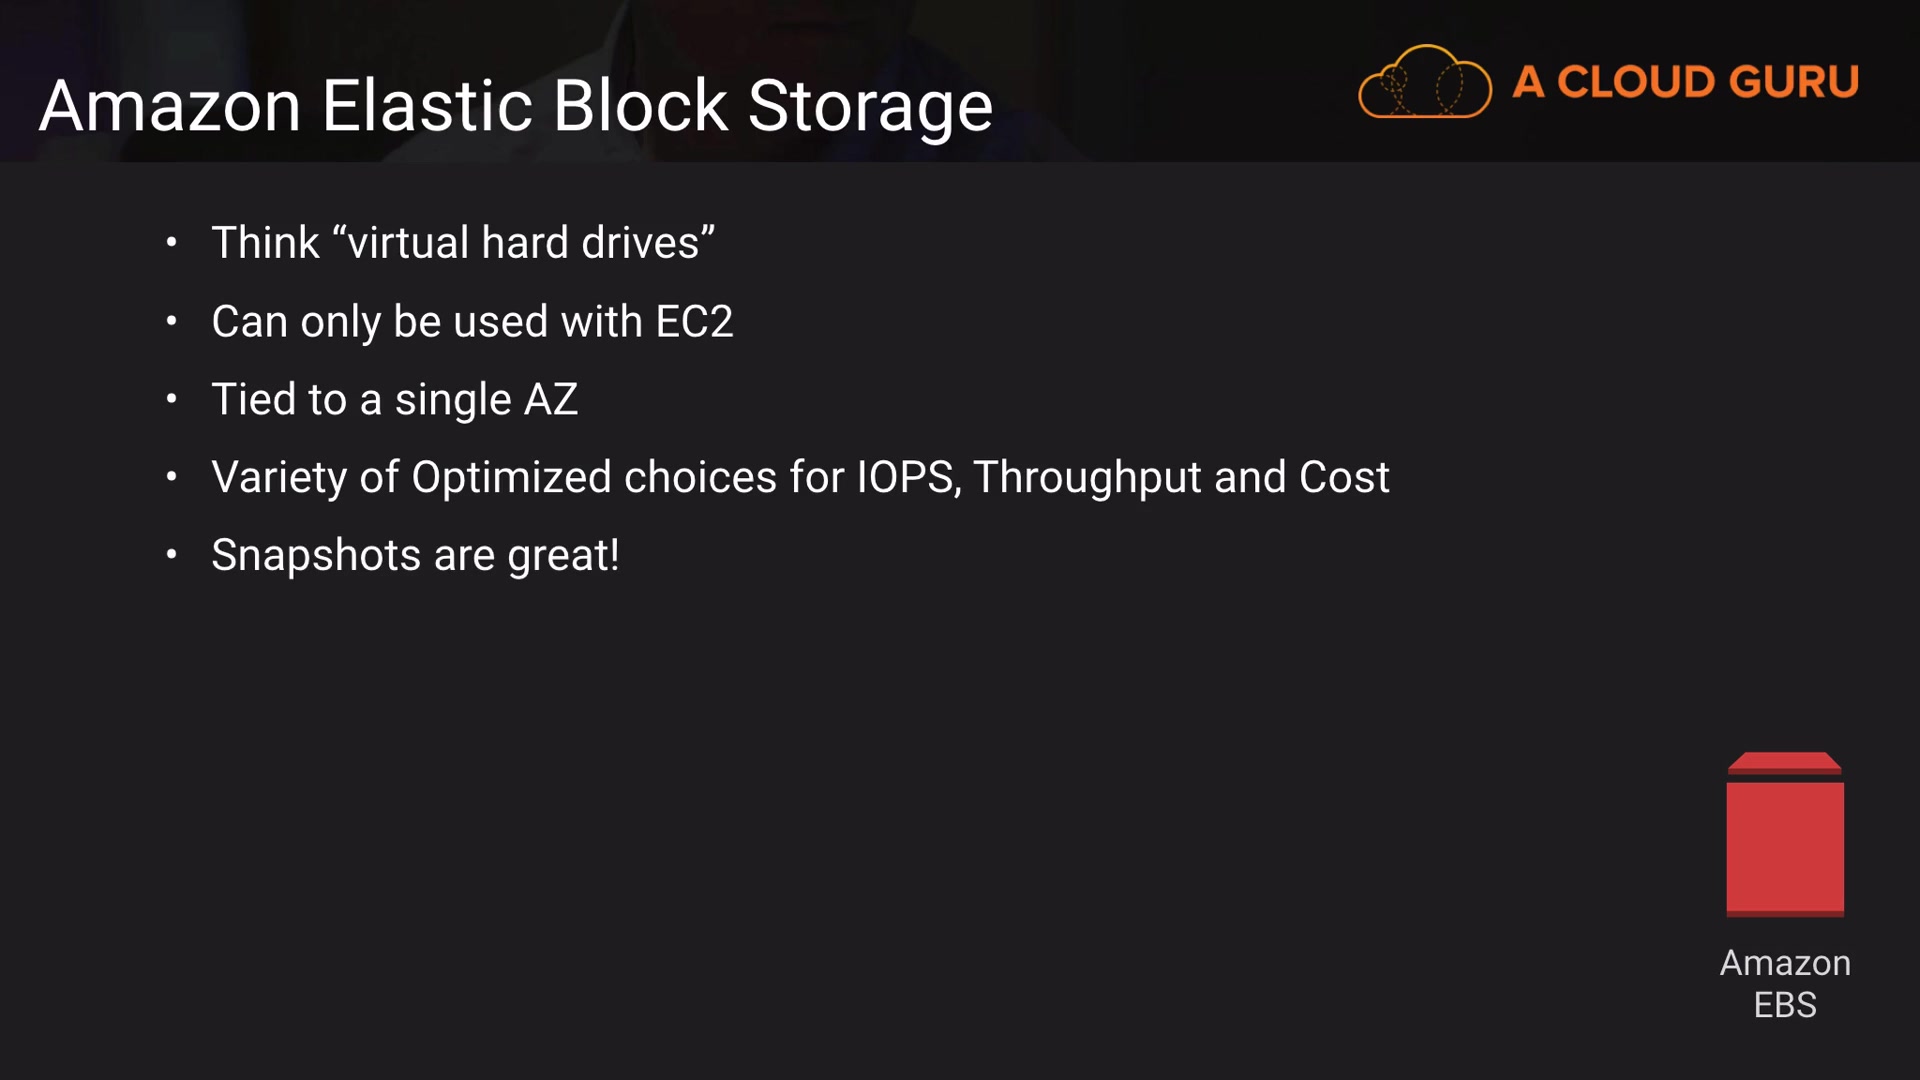 Amazon Elastic Block Storage
A CLOUD GURU
• Think “virtual hard drives”
• Can only be used with EC2
• Tied to a single AZ
• Variety of Optimized choices for IOPS, Throughput and Cost
• Snapshots are great!
Amazon
EBS